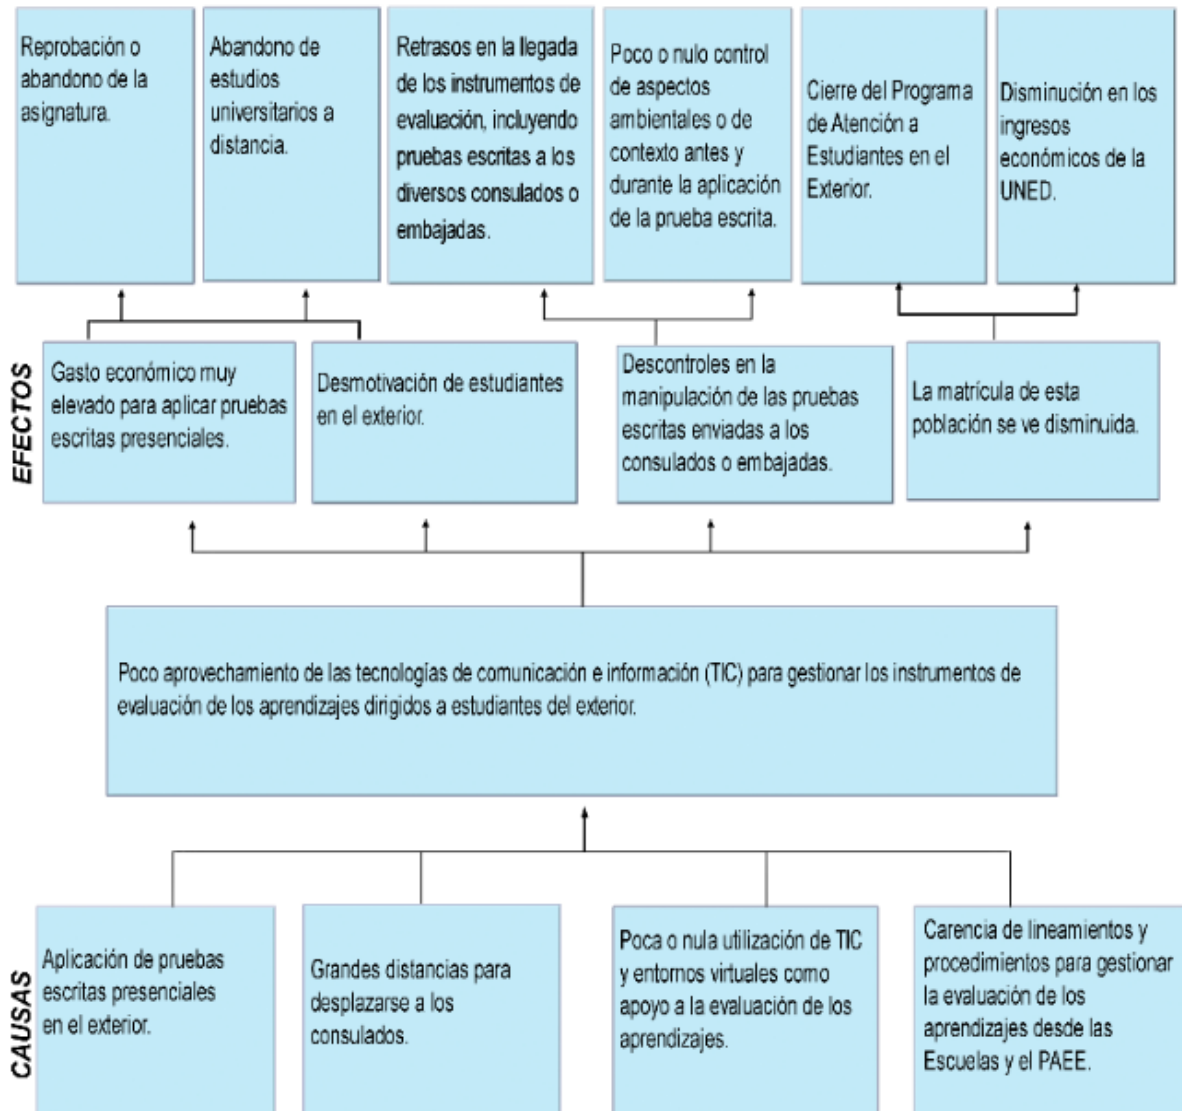 Reprobación o
abandono de la
asignatura.
Abandono de
estudios
universitarios a
distancia.
Retrasos en la llegada
de los instrumentos de
evaluación, incluyendo
pruebas escritas a los
diversos consulados o
embajadas.
Poco o nulo control
de aspectos
ambientales o de
contexto antes y
durante la aplicación
de la prueba escrita.
Cierre del Programa
de Atención a
Estudiantes en el
Exterior.
Disminución en los
ingresos
económicos de la
UNED.
EFECTOS
Gasto económico muy
elevado para aplicar pruebas
escritas presenciales.
Desmotivación de estudiantes
en el exterior.
Descontroles en la
manipulación de las pruebas
escritas enviadas a los
consulados o embajadas.
La matrícula de esta
población se ve disminuida.
Poco aprovechamiento de las tecnologías de comunicación e información (TIC) para gestionar los instrumentos de
evaluación de los aprendizajes dirigidos a estudiantes del exterior.
CAUSAS
Aplicación de pruebas
escritas presenciales
en el exterior.
Grandes distancias para
desplazarse a los
consulados.
Poca o nula utilización de TIC
y entornos virtuales como
apoyo a la evaluación de los
aprendizajes.
Carencia de lineamientos y
procedimientos para gestionar
la evaluación de los
aprendizajes desde las
Escuelas y el PAEE.